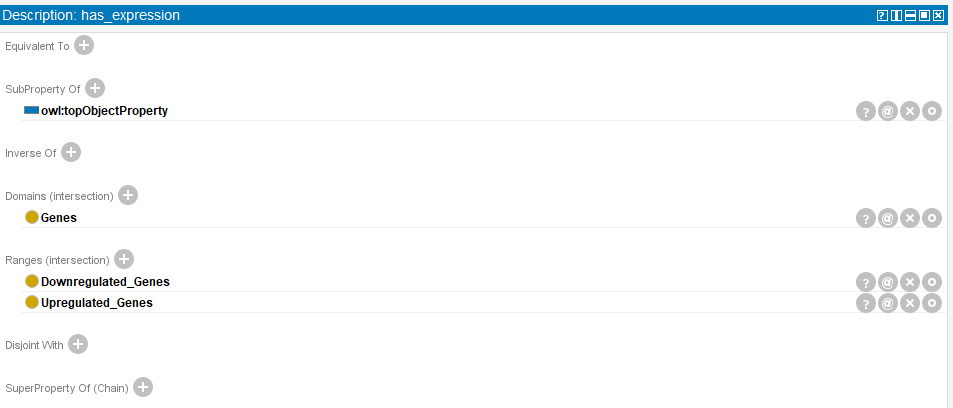 Description: has_expression
Equivalent To
SubProperty Of
owl:topObjectProperty
Inverse Of
Domains (intersection)
Genes
Ranges (intersection)
Downregulated_Genes
Upregulated_Genes
Disjoint With
SuperProperty Of (Chain)